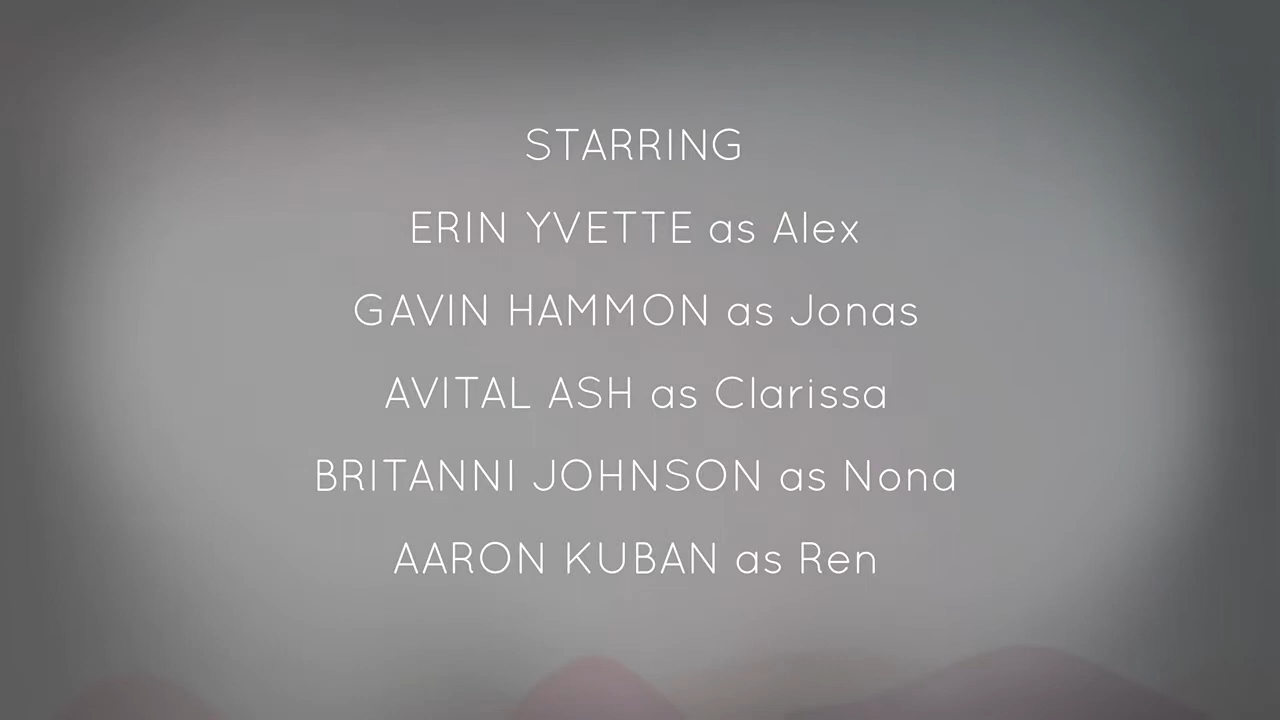 STARRING
ERIN YVETTE as Alex
GAVIN HAMMON as Jonas
AVITAL ASH as Clarissa
BRITANNI JOHNSON as Nona
AARON KUBAN as Ren